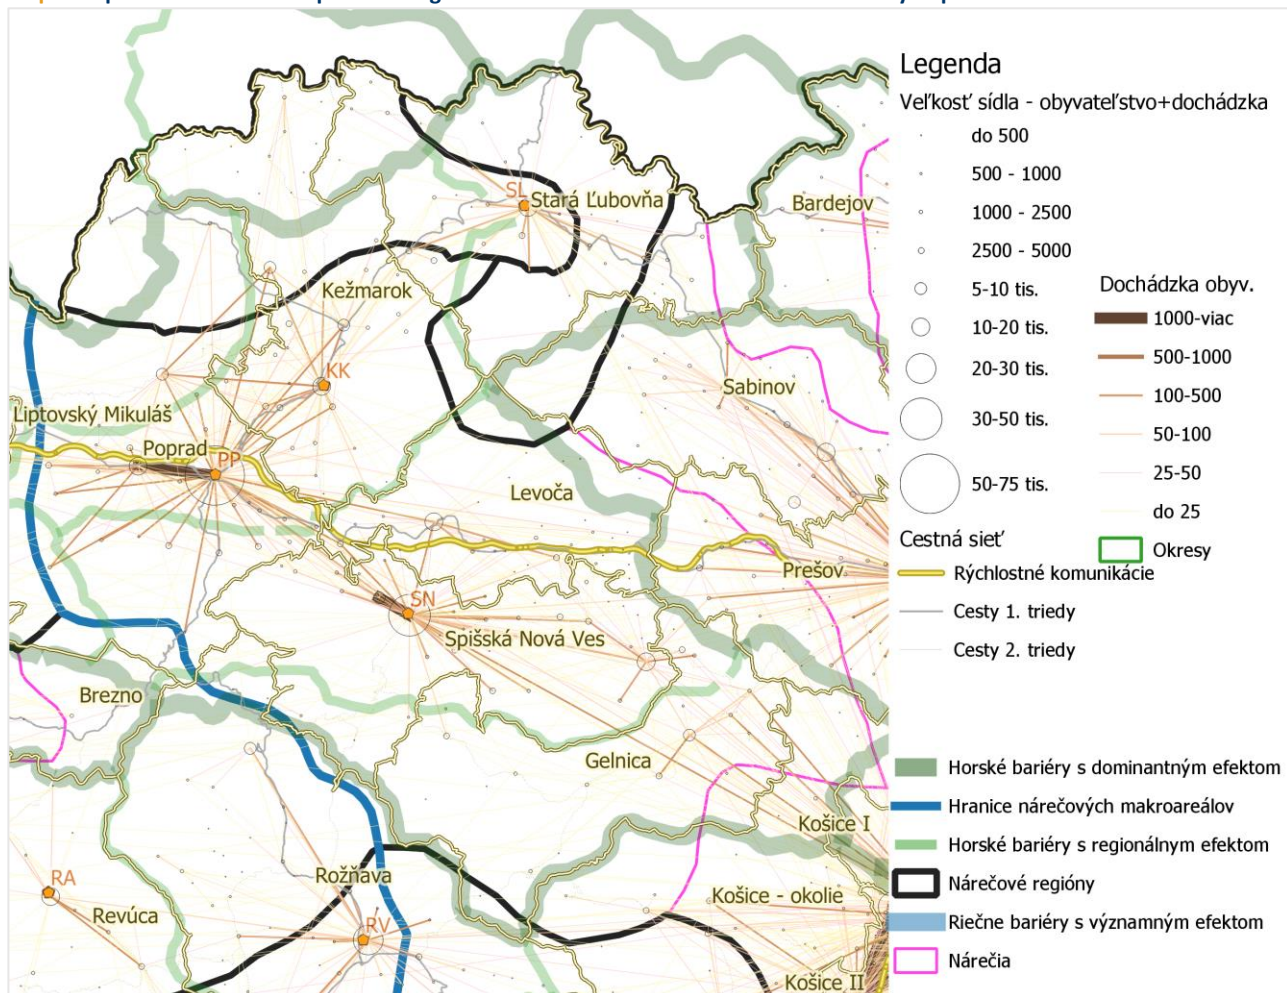 Legenda
Veľkosť sídla - obyvateľstvo+dochádzka
do 500
500 - 1000
1000 - 2500
2500 - 5000
5-10 tis.
10-20 tis.
20-30 tis.
30-50 tis.
50-75 tis.
Dochádzka obyv.
1000-viac
500-1000
100-500
50-100
25-50
do 25
Okresy
Cestná sieť
Rýchlostné komunikácie
Cesty 1. triedy
Cesty 2. triedy
Horské bariéry s dominantným efektom
Hranice nárečových makroareálov
Horské bariéry s regionálnym efektom
Nárečové regióny
Riečne bariéry s významným efektom
Nárečia
SL
Stará Ľubovňa
Bardejov
Kežmarok
KK
Sabinov
Liptovský Mikuláš
Poprad
PP
Levoča
Prešov
SN
Spišská Nová Ves
Brezno
Gelnica
Košice I
RA
Rožňava
Revúca
RV
Košice - okolie
Košice II